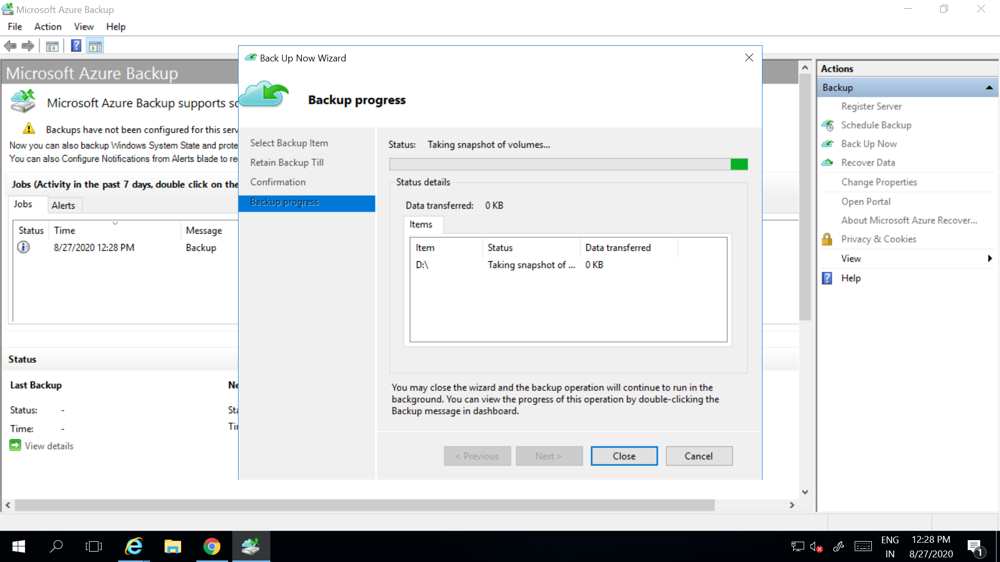 Microsoft Azure Backup
File Action View Help
Microsoft Azure Backup
Microsoft Azure Backup supports
Backups have not been configured for this
Now you can also backup Windows System State and
You can also Configure Notifications from Alerts blade to
Jobs (Activity in the past 7 days, double click on the
Jobs Alerts
Status Time Message
8/27/2020 12:28 PM Backup
Status
Last Backup
Status: -
Time: -
View details
Back Up Now Wizard
Backup progress
Select Backup Item
Retain Backup Till
Confirmation
Backup progress
Status: Taking snapshot of volumes...
Status details
Data transferred: 0 KB
Items
Item Status Data transferred
D:\ Taking snapshot of ... 0 KB
You may close the wizard and the backup operation will continue to run in the
background. You can view the progress of this operation by double-clicking the
Backup message in dashboard.
< Previous Next > Close Cancel
Actions
Backup
Register Server
Schedule Backup
Back Up Now
Recover Data
Change Properties
Open Portal
About Microsoft Azure Recover...
Privacy & Cookies
View
Help
ENG
IN
12:28 PM
8/27/2020
1